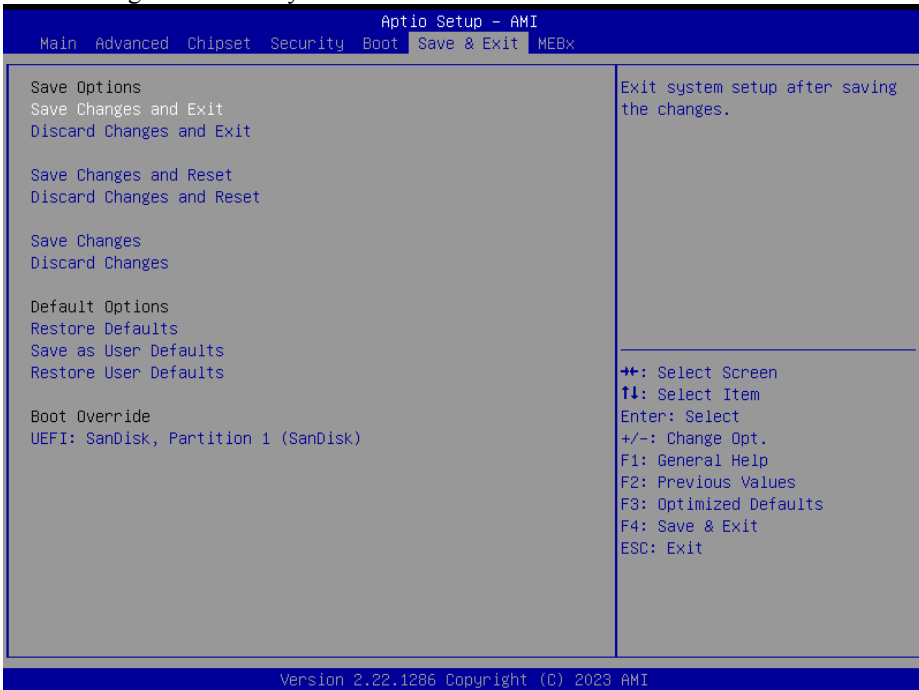 Aptio Setup – AMI
Main Advanced Chipset Security Boot Save & Exit MEBx
Save Options
Save Changes and Exit
Discard Changes and Exit
Save Changes and Reset
Discard Changes and Reset
Save Changes
Discard Changes
Default Options
Restore Defaults
Save as User Defaults
Restore User Defaults
Boot Override
UEFI: SanDisk, Partition 1 (SanDisk)
Exit system setup after saving
the changes.
→←: Select Screen
↑↓: Select Item
Enter: Select
+/-: Change Opt.
F1: General Help
F2: Previous Values
F3: Optimized Defaults
F4: Save & Exit
ESC: Exit
Version 2.22.1286 Copyright (C) 2023 AMI